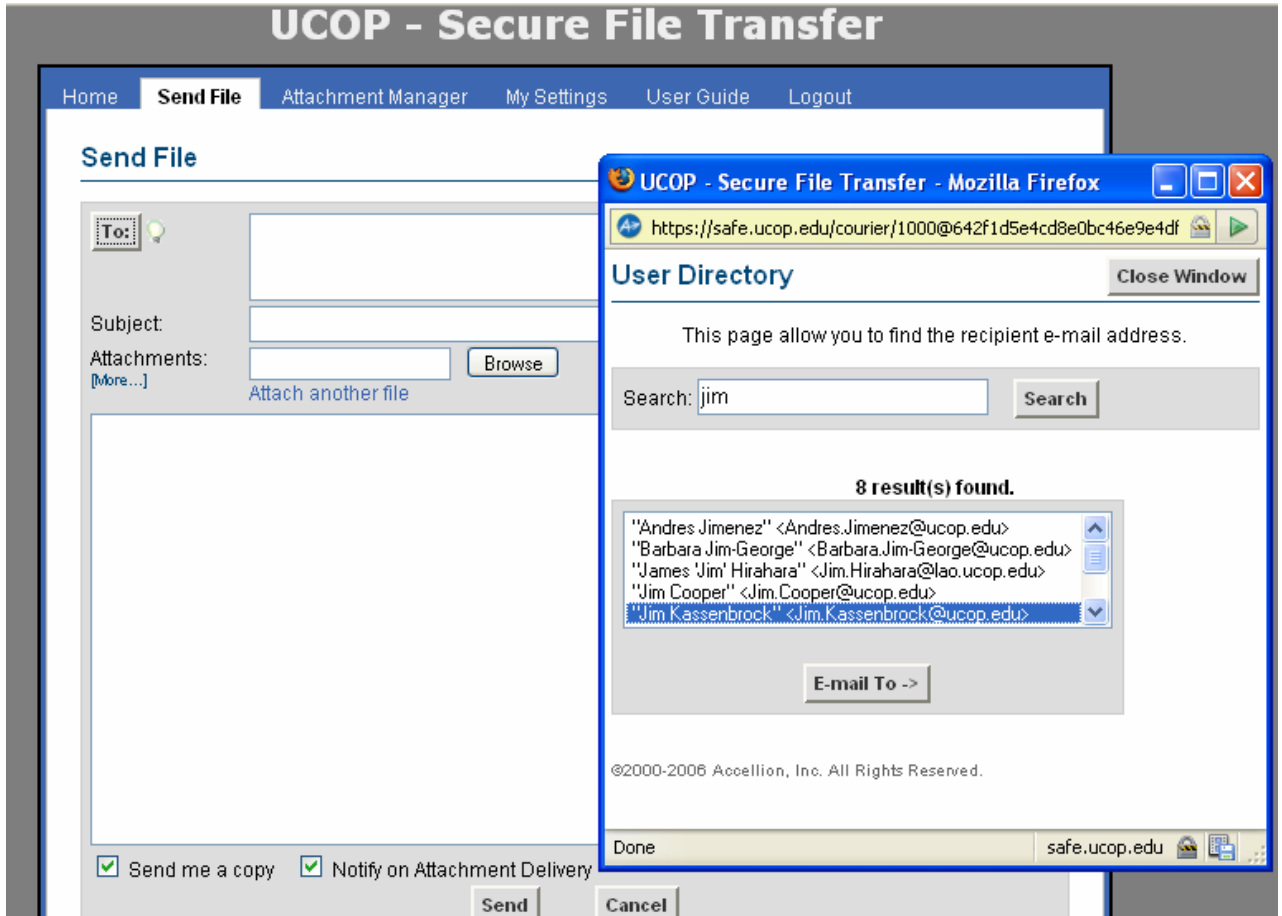 UCOP - Secure File Transfer
Home Send File Attachment Manager My Settings User Guide Logout
Send File
To:
Subject:
Attachments:
[More...]
Browse
Attach another file
Send me a copy Notify on Attachment Delivery
Send Cancel
UCOP - Secure File Transfer - Mozilla Firefox
https://safe.ucop.edu/courier/1000@642f1d5e4cd8e0bc46e9e4df
User Directory
Close Window
This page allow you to find the recipient e-mail address.
Search: jim Search
8 result(s) found.
"Andres Jimenez" <Andres.Jimenez@ucop.edu>
"Barbara Jim-George" <Barbara.Jim-George@ucop.edu>
"James 'Jim' Hirahara" <Jim.Hirahara@lao.ucop.edu>
"Jim Cooper" <Jim.Cooper@ucop.edu>
"Jim Kassenbrock" <Jim.Kassenbrock@ucop.edu>
E-mail To ->
©2000-2006 Accellion, Inc. All Rights Reserved.
Done safe.ucop.edu